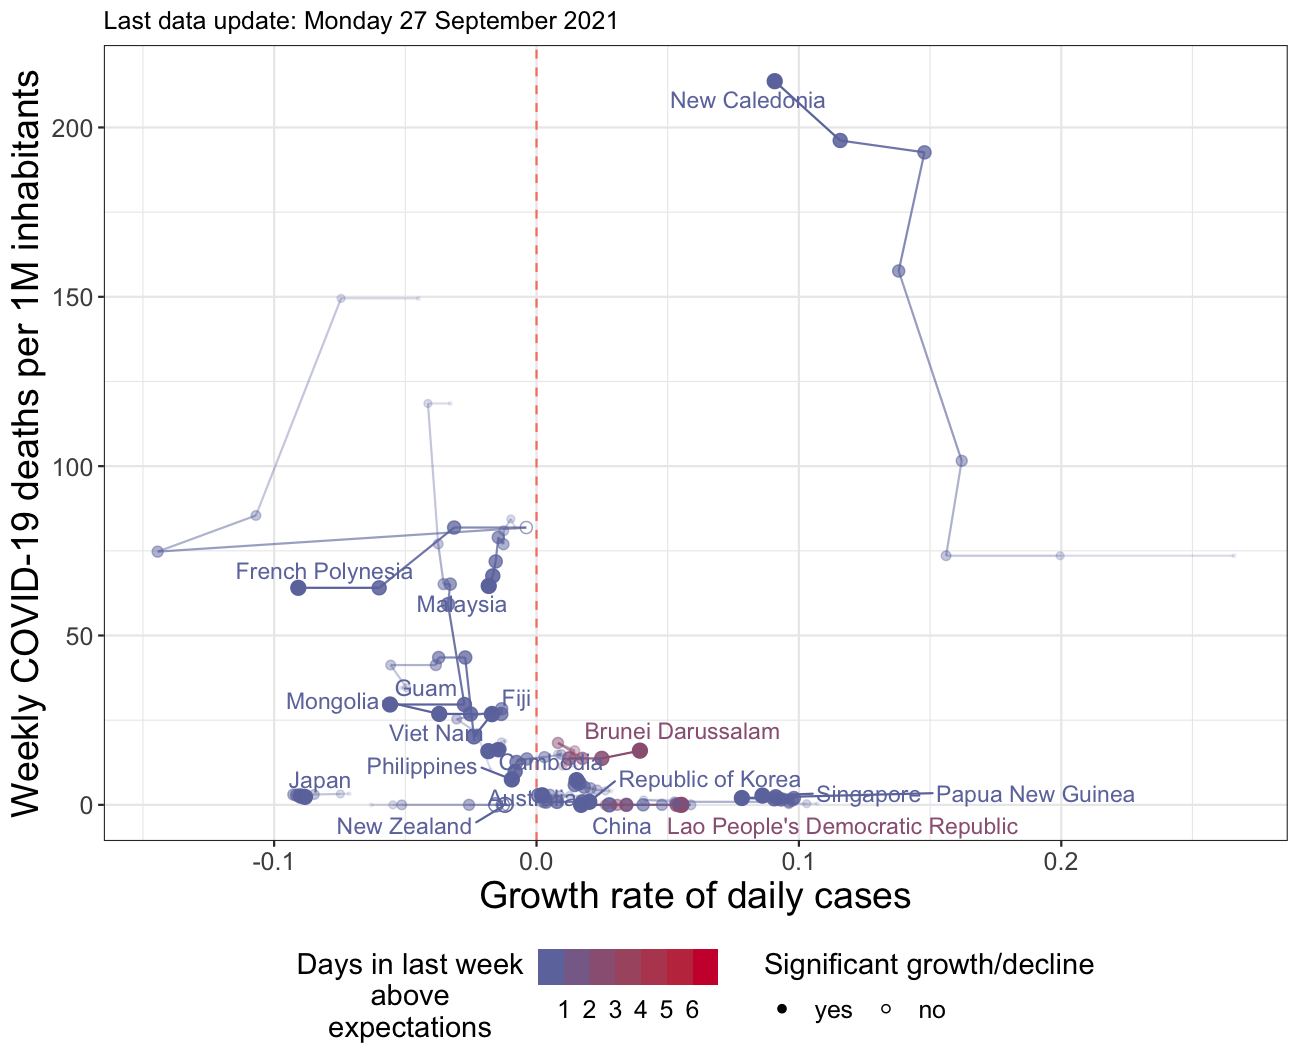 Last data update: Monday 27 September 2021
Weekly COVID-19 deaths per 1M inhabitants
200
150
100
50
0
New Caledonia
French Polynesia
Malaysia
Guam
Mongolia
Fiji
Viet Nam
Brunei Darussalam
Philippines
Cambodia
Japan
Republic of Korea
Australia
Singapore
Papua New Guinea
New Zealand
China
Lao People's Democratic Republic
-0.1
0.0
0.1
0.2
Growth rate of daily cases
Days in last week
above
expectations
1 2 3 4 5 6
Significant growth/decline
yes
no